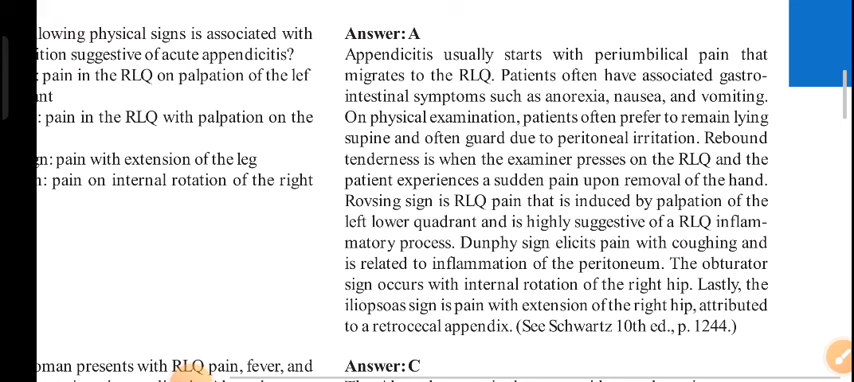 lowing physical signs is associated with
ition suggestive of acute appendicitis?
: pain in the RLQ on palpation of the lef
nt
: pain in the RLQ with palpation on the
gn: pain with extension of the leg
n: pain on internal rotation of the right
oman presents with RLQ pain, fever, and
Answer: A
Appendicitis usually starts with periumbilical pain that
migrates to the RLQ. Patients often have associated gastro-
intestinal symptoms such as anorexia, nausea, and vomiting.
On physical examination, patients often prefer to remain lying
supine and often guard due to peritoneal irritation. Rebound
tenderness is when the examiner presses on the RLQ and the
patient experiences a sudden pain upon removal of the hand.
Rovsing sign is RLQ pain that is induced by palpation of the
left lower quadrant and is highly suggestive of a RLQ inflam-
matory process. Dunphy sign elicits pain with coughing and
is related to inflammation of the peritoneum. The obturator
sign occurs with internal rotation of the right hip. Lastly, the
iliopsoas sign is pain with extension of the right hip, attributed
to a retrocecal appendix. (See Schwartz 10th ed., p. 1244.)
Answer: C